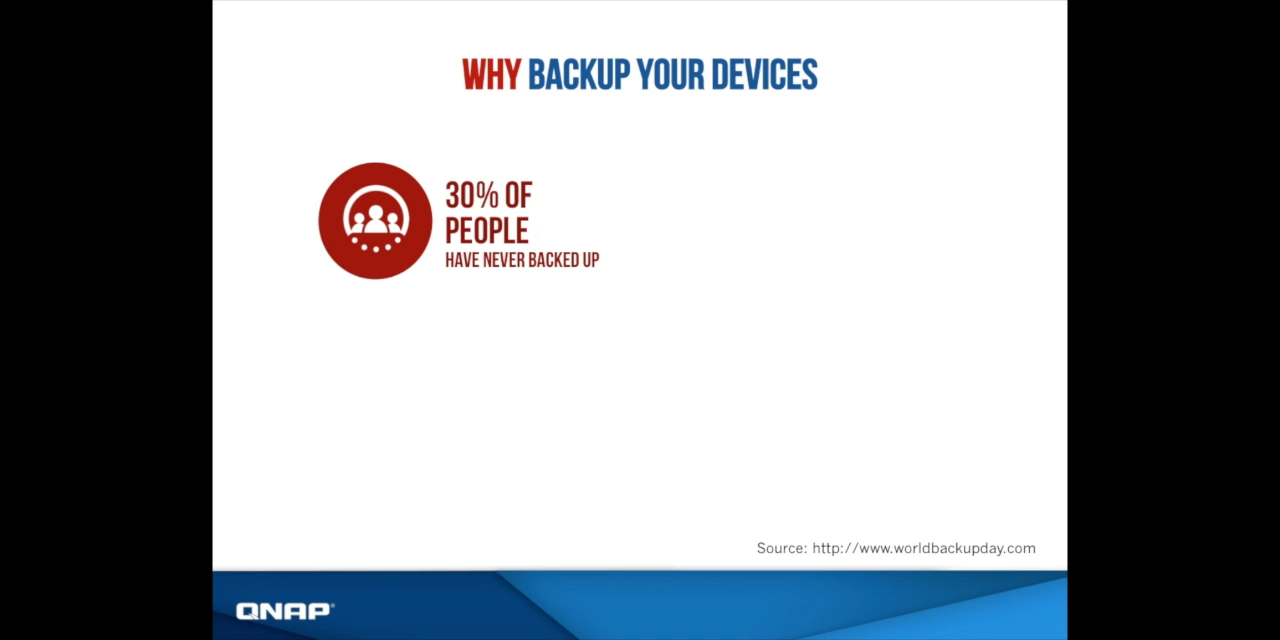 WHY BACKUP YOUR DEVICES
30% OF
PEOPLE
HAVE NEVER BACKED UP
Source: http://www.worldbackupday.com
QNAP®